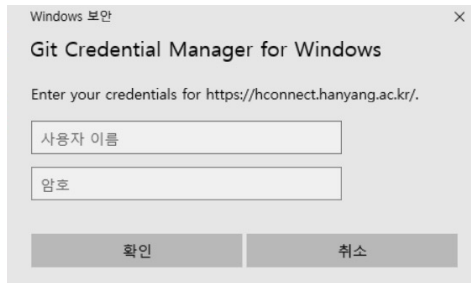 Windows 보안
Git Credential Manager for Windows
Enter your credentials for https://hconnect.hanyang.ac.kr/.
사용자 이름
암호
확인
취소